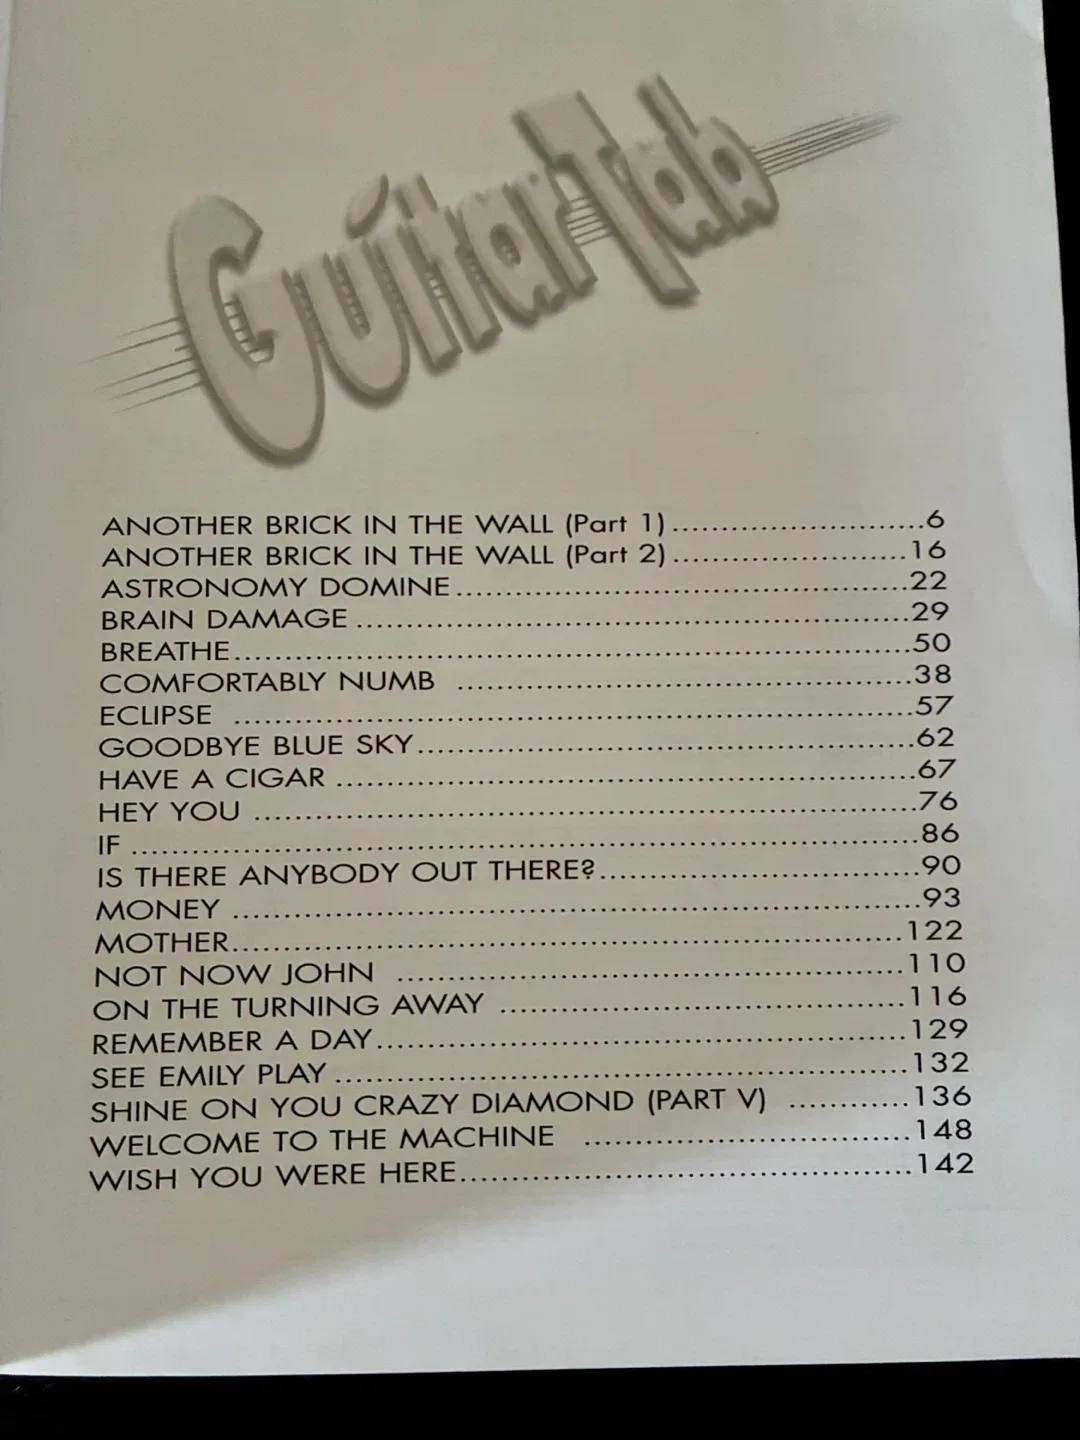 Guitar Tab
ANOTHER BRICK IN THE WALL (Part 1)............................6
ANOTHER BRICK IN THE WALL (Part 2)..........................16
ASTRONOMY DOMINE..................................................22
BRAIN DAMAGE.............................................................29
BREATHE.........................................................................50
COMFORTABLY NUMB ..................................................38
ECLIPSE .........................................................................57
GOODBYE BLUE SKY.......................................................62
HAVE A CIGAR ................................................................67
HEY YOU .........................................................................76
IF .......................................................................................86
IS THERE ANYBODY OUT THERE?....................................90
MONEY ...........................................................................93
MOTHER..........................................................................122
NOT NOW JOHN ........................................................110
ON THE TURNING AWAY .............................................116
REMEMBER A DAY...........................................................129
SEE EMILY PLAY ................................................................132
SHINE ON YOU CRAZY DIAMOND (PART V) .............136
WELCOME TO THE MACHINE ....................................148
WISH YOU WERE HERE..................................................142